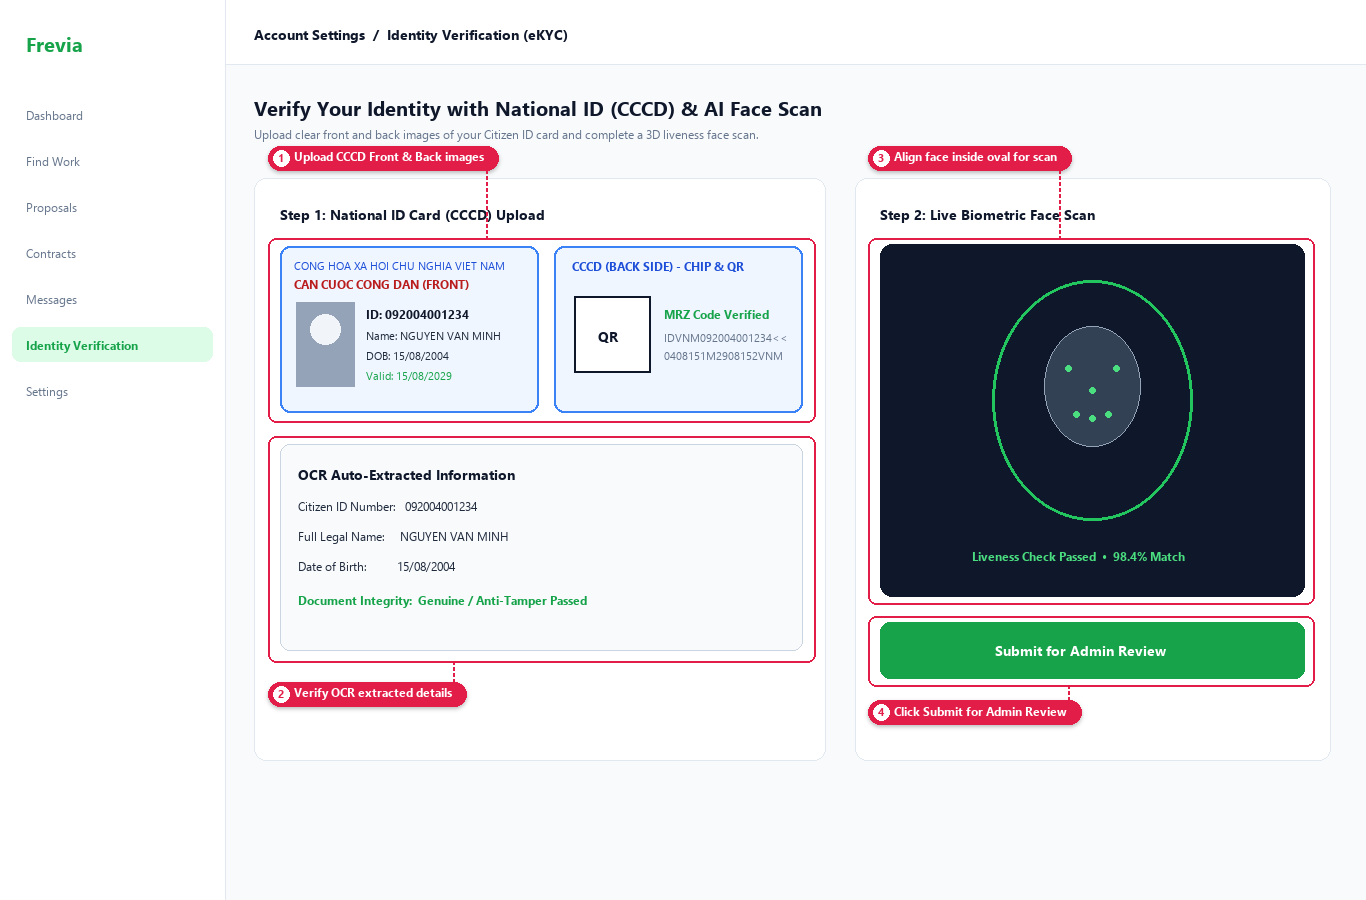 Frevia
Dashboard
Find Work
Proposals
Contracts
Messages
Identity Verification
Settings
Account Settings / Identity Verification (eKYC)
Verify Your Identity with National ID (CCCD) & AI Face Scan
Upload clear front and back images of your Citizen ID card and complete a 3D liveness face scan.
1 Upload CCCD Front & Back images
Step 1: National ID Card (CCCD) Upload
CONG HOA XA HOI CHU NGHIA VIET NAM
CAN CUOC CONG DAN (FRONT)
ID: 092004001234
Name: NGUYEN VAN MINH
DOB: 15/08/2004
Valid: 15/08/2029
CCCD (BACK SIDE) - CHIP & QR
QR
MRZ Code Verified
IDVNM092004001234<<
0408151M2908152VNM
OCR Auto-Extracted Information
Citizen ID Number: 092004001234
Full Legal Name: NGUYEN VAN MINH
Date of Birth: 15/08/2004
Document Integrity: Genuine / Anti-Tamper Passed
2 Verify OCR extracted details
3 Align face inside oval for scan
Step 2: Live Biometric Face Scan
Liveness Check Passed • 98.4% Match
Submit for Admin Review
4 Click Submit for Admin Review